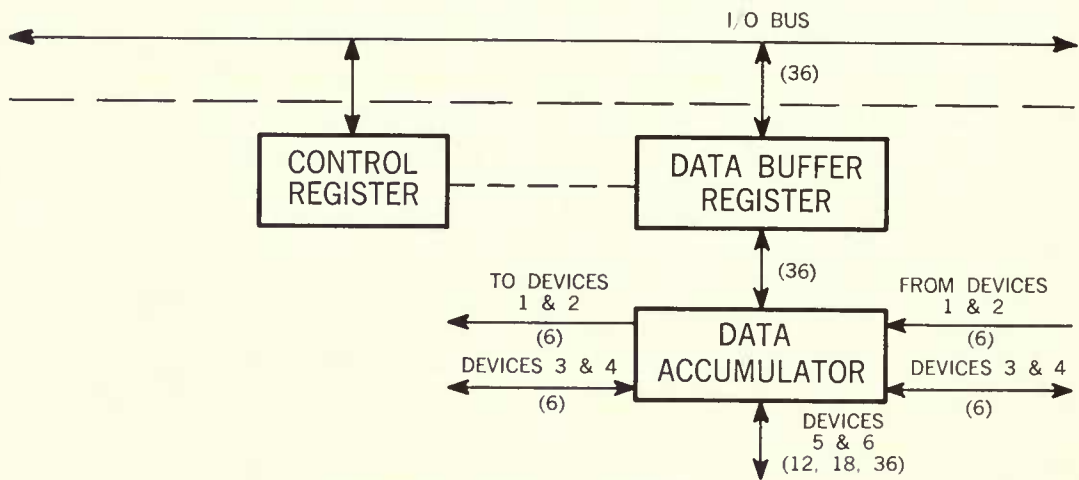 I/O BUS
(36)
CONTROL
REGISTER
DATA BUFFER
REGISTER
(36)
TO DEVICES
1 & 2
(6)
DEVICES 3 & 4
(6)
DATA
ACCUMULATOR
FROM DEVICES
1 & 2
(6)
DEVICES 3 & 4
(6)
DEVICES
5 & 6
(12, 18, 36)